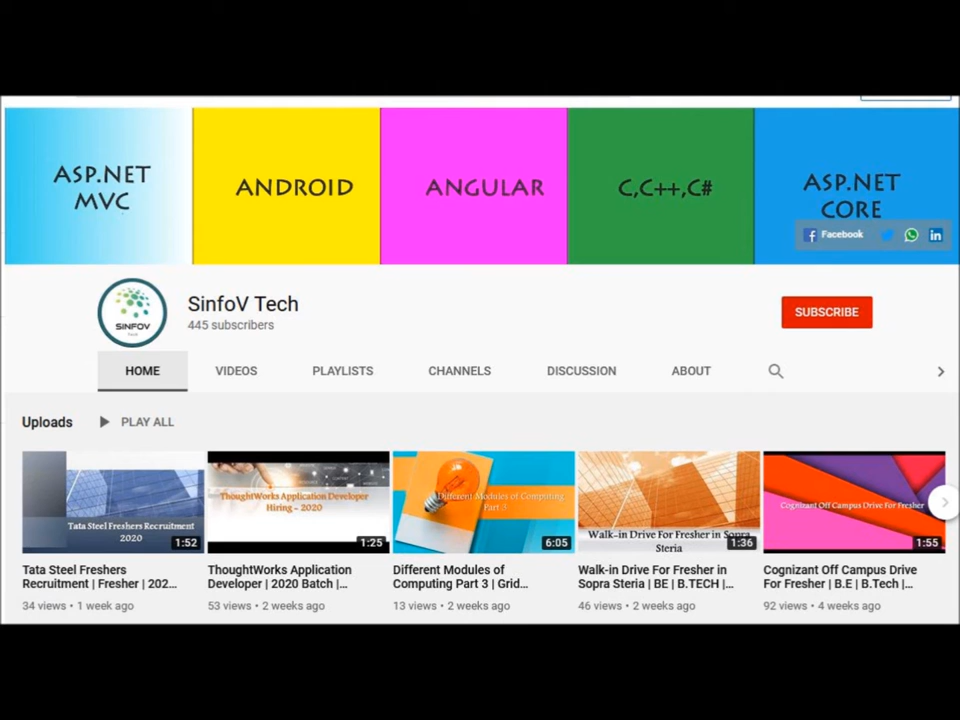 ASP.NET
MVC
ANDROID
ANGULAR
C,C++,C#
ASP.NET
CORE
Facebook
SINFOV
SinfoV Tech
445 subscribers
SUBSCRIBE
HOME VIDEOS PLAYLISTS CHANNELS DISCUSSION ABOUT
Uploads PLAY ALL
Tata Steel Freshers Recruitment
2020
1:52
ThoughtWorks Application Developer
Hiring - 2020
1:25
Different Modules of Computing
Part 3
6:05
Walk-in Drive For Fresher in Sopra
Steria
1:36
Cognizant Off Campus Drive For Fresher
1:55
Tata Steel Freshers
Recruitment | Fresher | 202...
34 views • 1 week ago
ThoughtWorks Application
Developer | 2020 Batch |...
53 views • 2 weeks ago
Different Modules of
Computing Part 3 | Grid...
13 views • 2 weeks ago
Walk-in Drive For Fresher in
Sopra Steria | BE | B.TECH |...
46 views • 2 weeks ago
Cognizant Off Campus Drive
For Fresher | B.E | B.Tech |...
92 views • 4 weeks ago